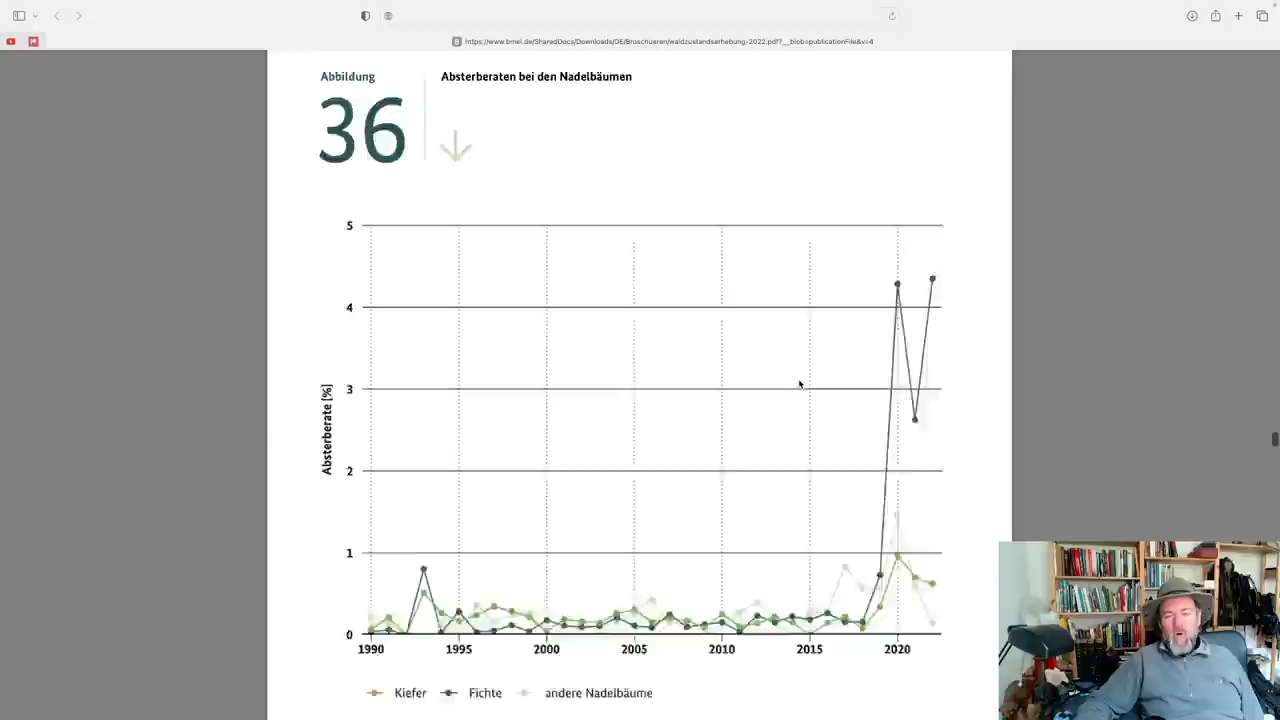 https://www.bmel.de/SharedDocs/Downloads/DE/Broschueren/waldzustandserhebung-2022.pdf?__blob=publicationFile&v=4
Abbildung
36
Absterberaten bei den Nadelbäumen
Absterberate [%]
5
4
3
2
1
0
1990 1995 2000 2005 2010 2015 2020
Kiefer Fichte andere Nadelbäume